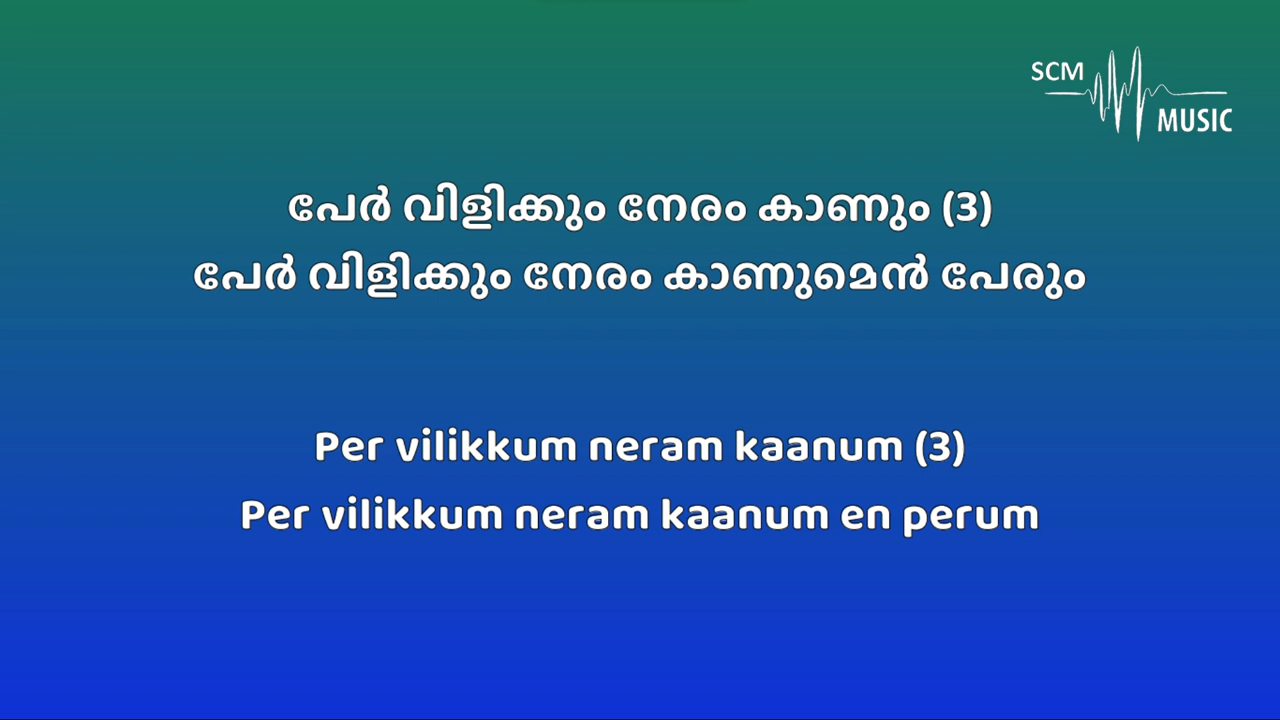 SCM
MUSIC
പേർ വിളിക്കും നേരം കാണും (3)
പേർ വിളിക്കും നേരം കാണുമെൻ പേരും
Per vilikkum neram kaanum (3)
Per vilikkum neram kaanum en perum